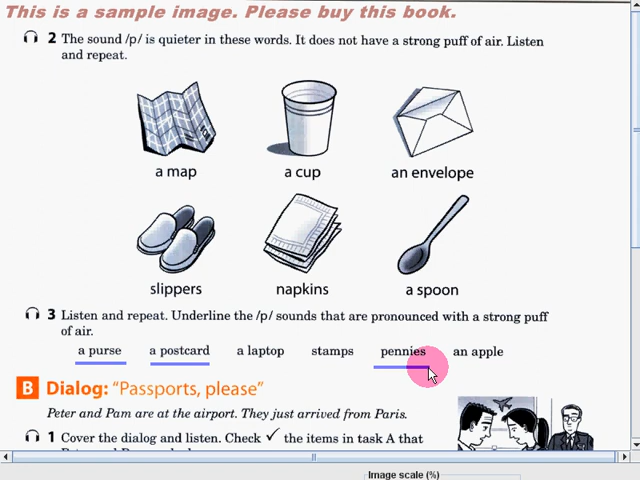 This is a sample image. Please buy this book.
2 The sound /p/ is quieter in these words. It does not have a strong puff of air. Listen
and repeat.
a map a cup an envelope
slippers napkins a spoon
3 Listen and repeat. Underline the /p/ sounds that are pronounced with a strong puff
of air.
a purse a postcard a laptop stamps pennies an apple
B Dialog: "Passports, please"
Peter and Pam are at the airport. They just arrived from Paris.
1 Cover the dialog and listen. Check ✓ the items in task A that
Image scale (%)